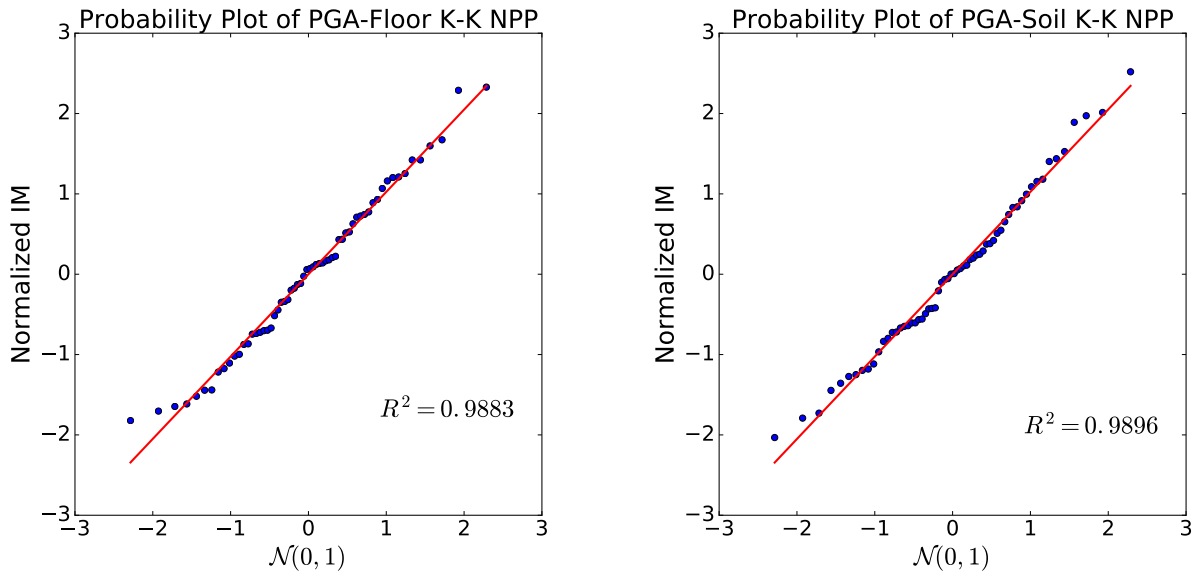 Probability Plot of PGA-Floor K-K NPP
3
2
1
0
−1
−2
−3
Normalized IM
R² = 0.9883
−3 −2 −1 0 1 2 3
𝒩(0, 1)
Probability Plot of PGA-Soil K-K NPP
3
2
1
0
−1
−2
−3
Normalized IM
R² = 0.9896
−3 −2 −1 0 1 2 3
𝒩(0, 1)